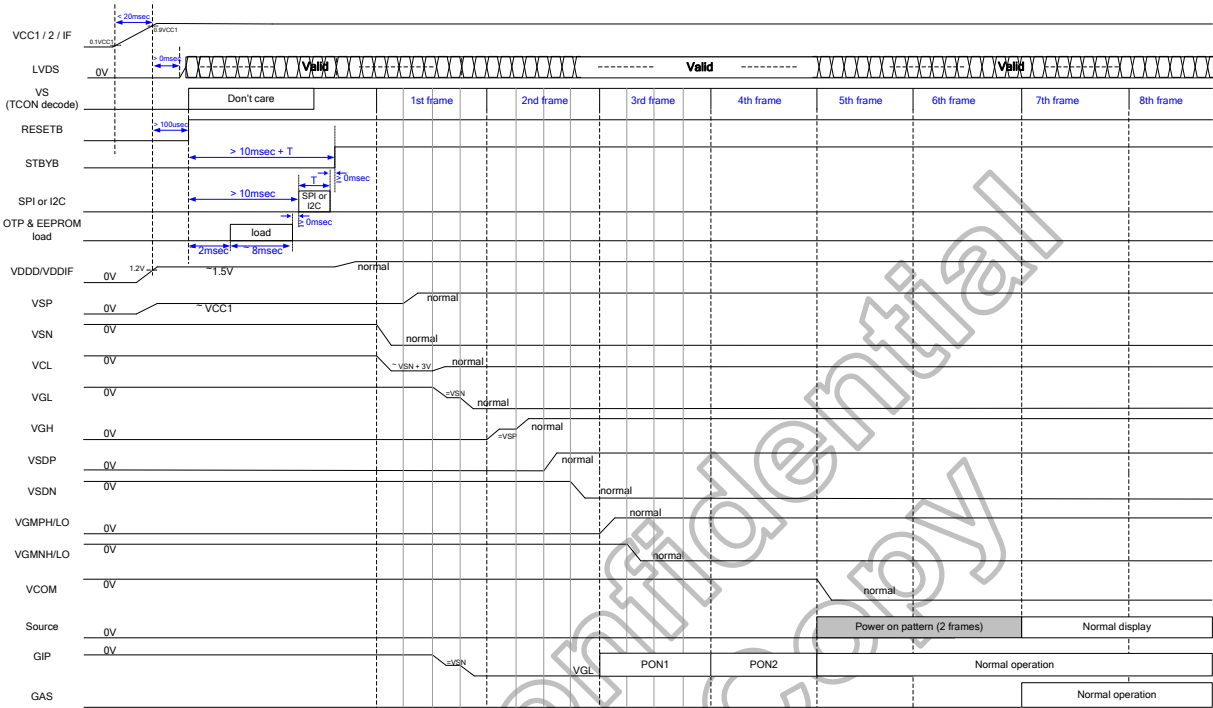 < 20msec
VCC1 / 2 / IF
0.1VCC1
0.9VCC1
> 0msec
LVDS
0V
Valid
Valid
Valid
VS
(TCON decode)
Don't care
1st frame
2nd frame
3rd frame
4th frame
5th frame
6th frame
7th frame
8th frame
> 100usec
RESETB
> 10msec + T
STBYB
T
≥ 0msec
> 10msec
SPI or I2C
SPI or
I2C
≥ 0msec
OTP & EEPROM
load
load
2msec
~ 8msec
VDDD/VDDIF
0V
1.2V
~1.5V
normal
VSP
0V
~ VCC1
normal
VSN
0V
normal
VCL
0V
~ VSN + 3V
normal
VGL
0V
=VSN
normal
VGH
0V
=VSP
normal
VSDP
0V
normal
VSDN
0V
normal
VGMPH/LO
0V
normal
VGMNH/LO
0V
normal
VCOM
0V
normal
Source
0V
Power on pattern (2 frames)
Normal display
GIP
0V
=VSN
VGL
PON1
PON2
Normal operation
GAS
Normal operation
nfidential
Copy